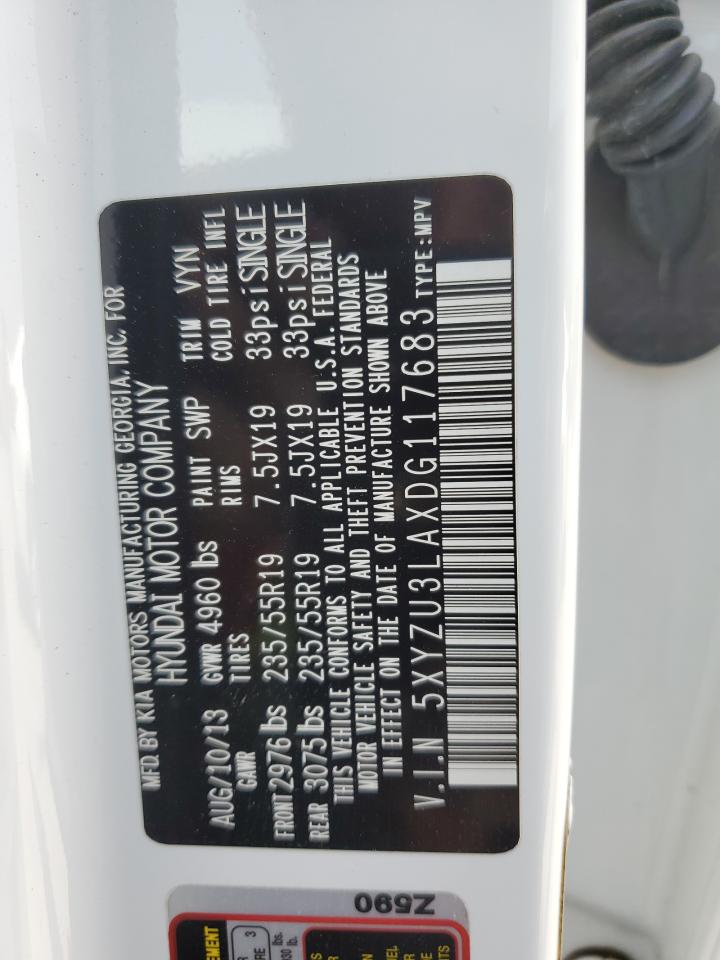 MFD BY KIA MOTORS MANUFACTURING GEORGIA, INC. FOR
HYUNDAI MOTOR COMPANY
AUG/10/13 GVWR 4960 lbs PAINT SWP TRIM VYN
GAWR TIRES RIMS COLD TIRE INFL
FRONT 2976 lbs 235/55R19 7.5JX19 33psi SINGLE
REAR 3075 lbs 235/55R19 7.5JX19 33psi SINGLE
THIS VEHICLE CONFORMS TO ALL APPLICABLE U.S.A. FEDERAL
MOTOR VEHICLE SAFETY AND THEFT PREVENTION STANDARDS
IN EFFECT ON THE DATE OF MANUFACTURE SHOWN ABOVE
V.I.N 5XYZU3LAXDG117683 TYPE:MPV
Z590